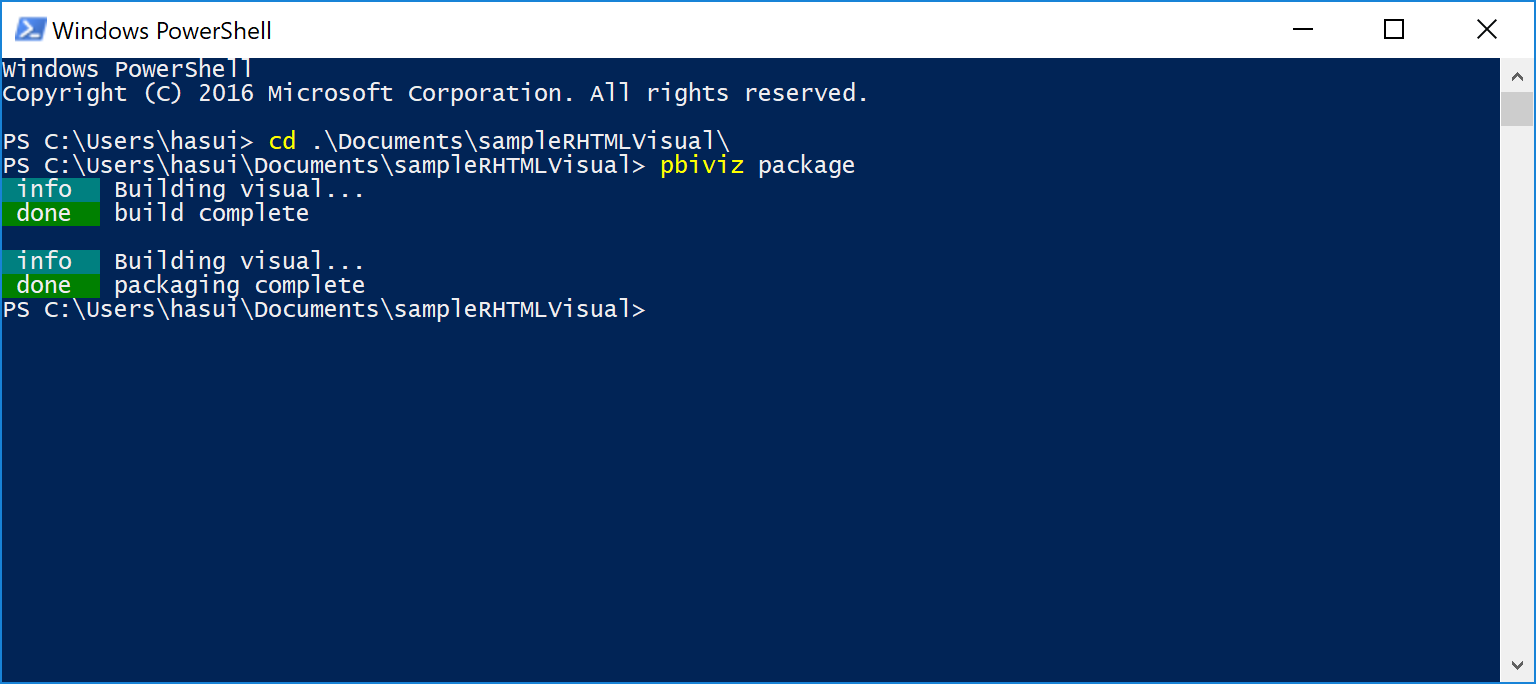 Windows PowerShell
Windows PowerShell
Copyright (C) 2016 Microsoft Corporation. All rights reserved.
PS C:\Users\hasui> cd .\Documents\sampleRHTMLVisual\
PS C:\Users\hasui\Documents\sampleRHTMLVisual> pbiviz package
info Building visual...
done build complete
info Building visual...
done packaging complete
PS C:\Users\hasui\Documents\sampleRHTMLVisual>